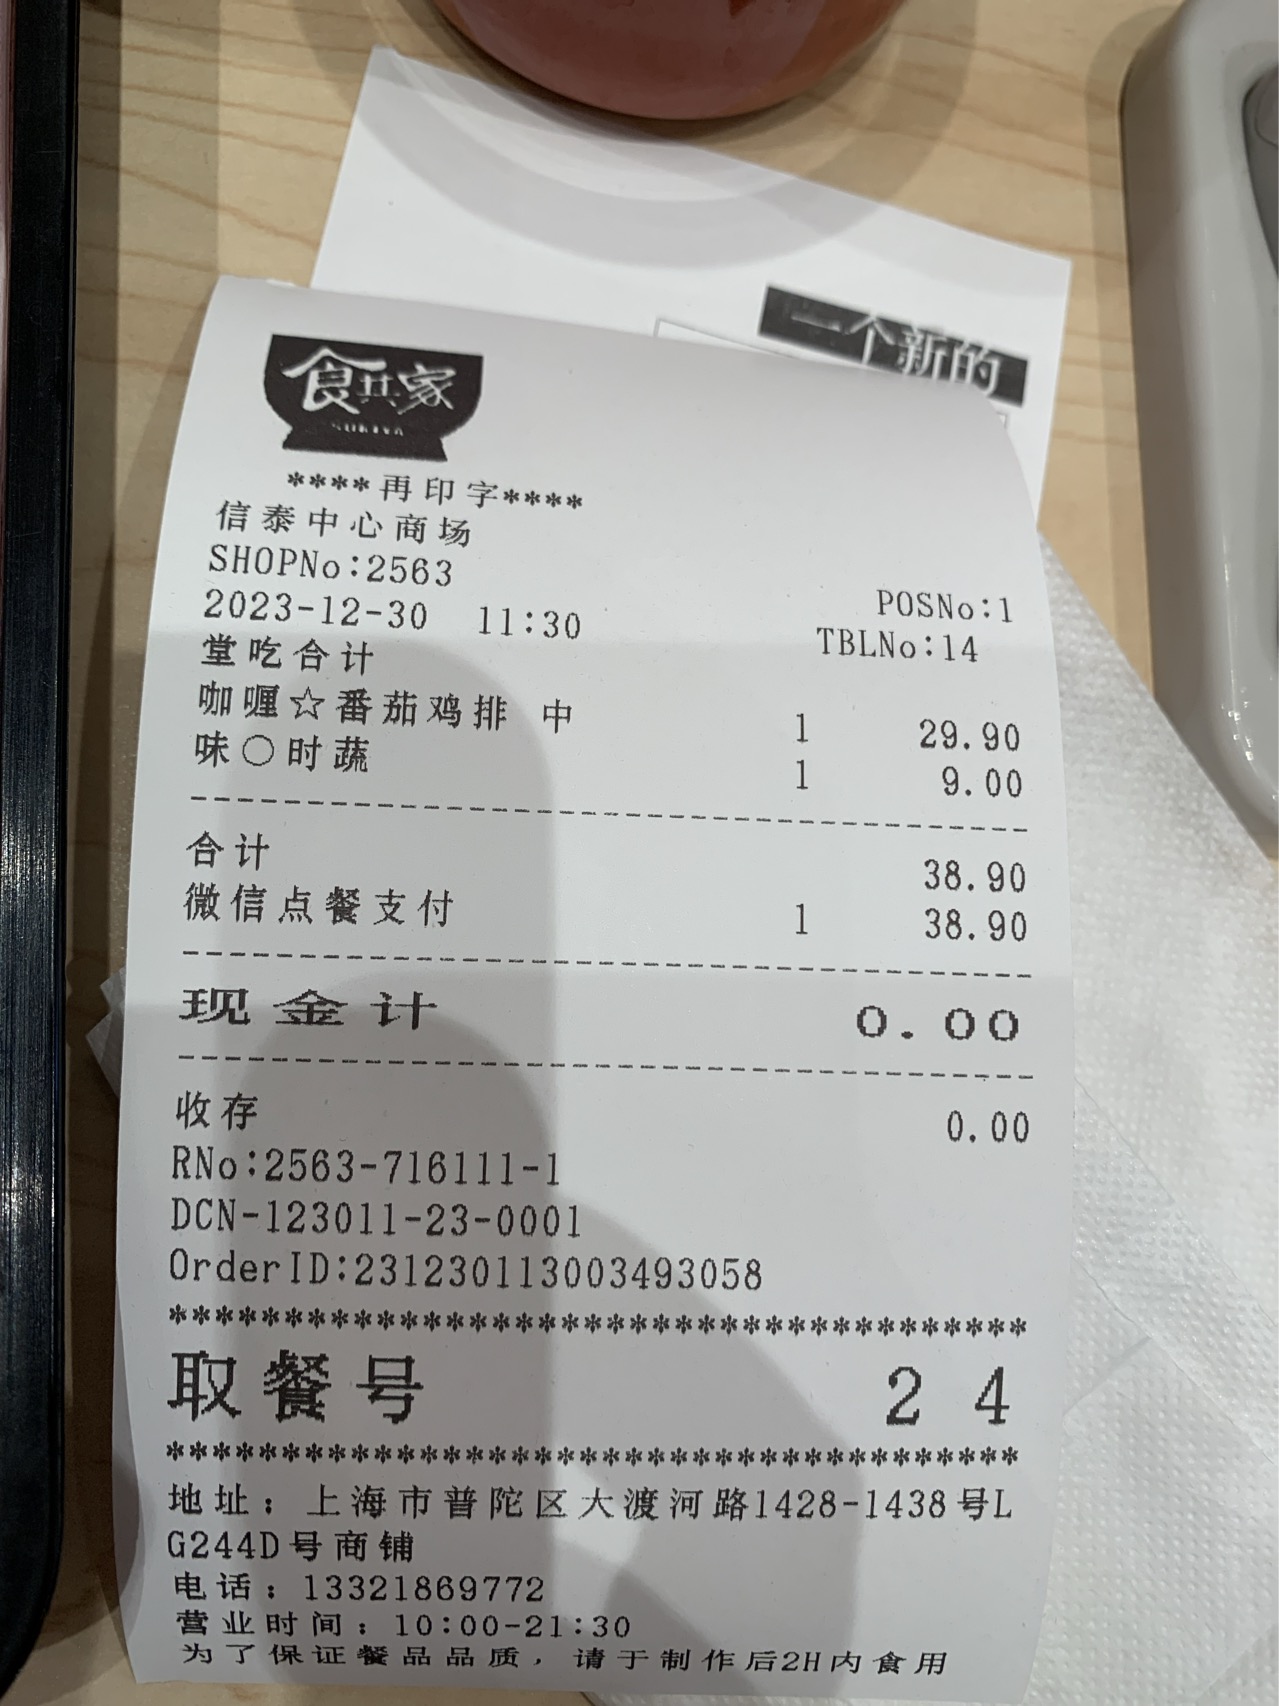 一个新的
食其家
SUKIYA
****再印字****
信泰中心商场
SHOPNo:2563 POSNo:1
2023-12-30 11:30 TBLNo:14
堂吃合计
咖喱☆番茄鸡排 中 1 29.90
味○时蔬 1 9.00
合计 38.90
微信点餐支付 1 38.90
现金计 0.00
收存 0.00
RNo:2563-716111-1
DCN-123011-23-0001
OrderID:231230113003493058
*************************************
取餐号 24
*************************************
地址：上海市普陀区大渡河路1428-1438号L
G244D号商铺
电话：13321869772
营业时间：10:00-21:30
为了保证餐品品质，请于制作后2H内食用